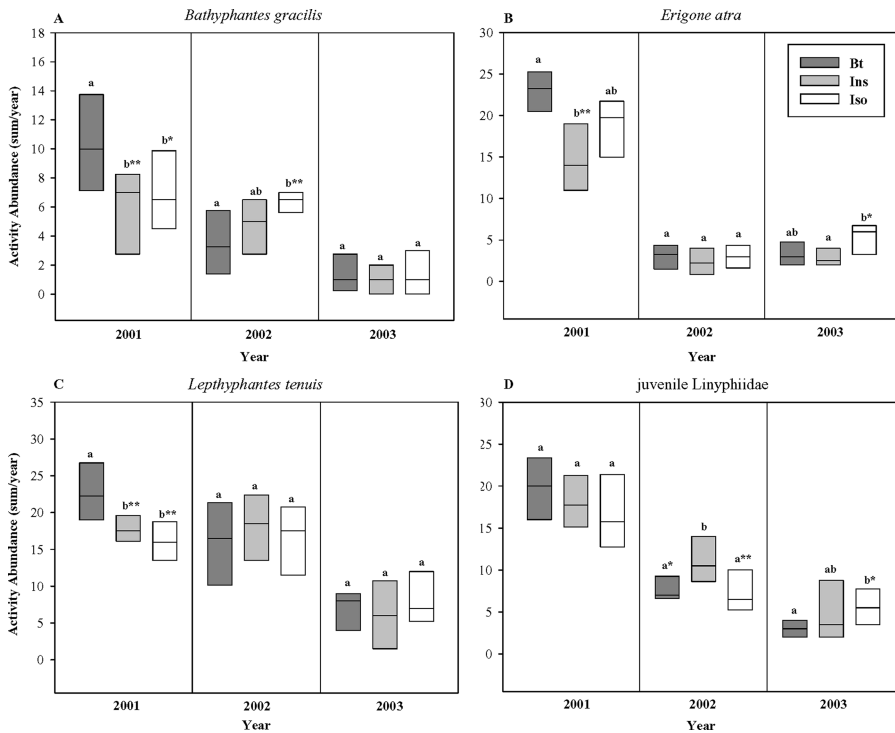 A Bathyphantes gracilis
Activity Abundance (sum/year)
18
16
14
12
10
8
6
4
2
0
a b** b* a ab b** a a a
2001 2002 2003
Year
B Erigone atra
30
25
20
15
10
5
0
a b** ab a a a ab a b*
Bt
Ins
Iso
2001 2002 2003
Year
C Lepthyphantes tenuis
Activity Abundance (sum/year)
35
30
25
20
15
10
5
0
a b** b** a a a a a a
2001 2002 2003
Year
D juvenile Linyphiidae
30
25
20
15
10
5
0
a a a a* b a** a ab b*
2001 2002 2003
Year